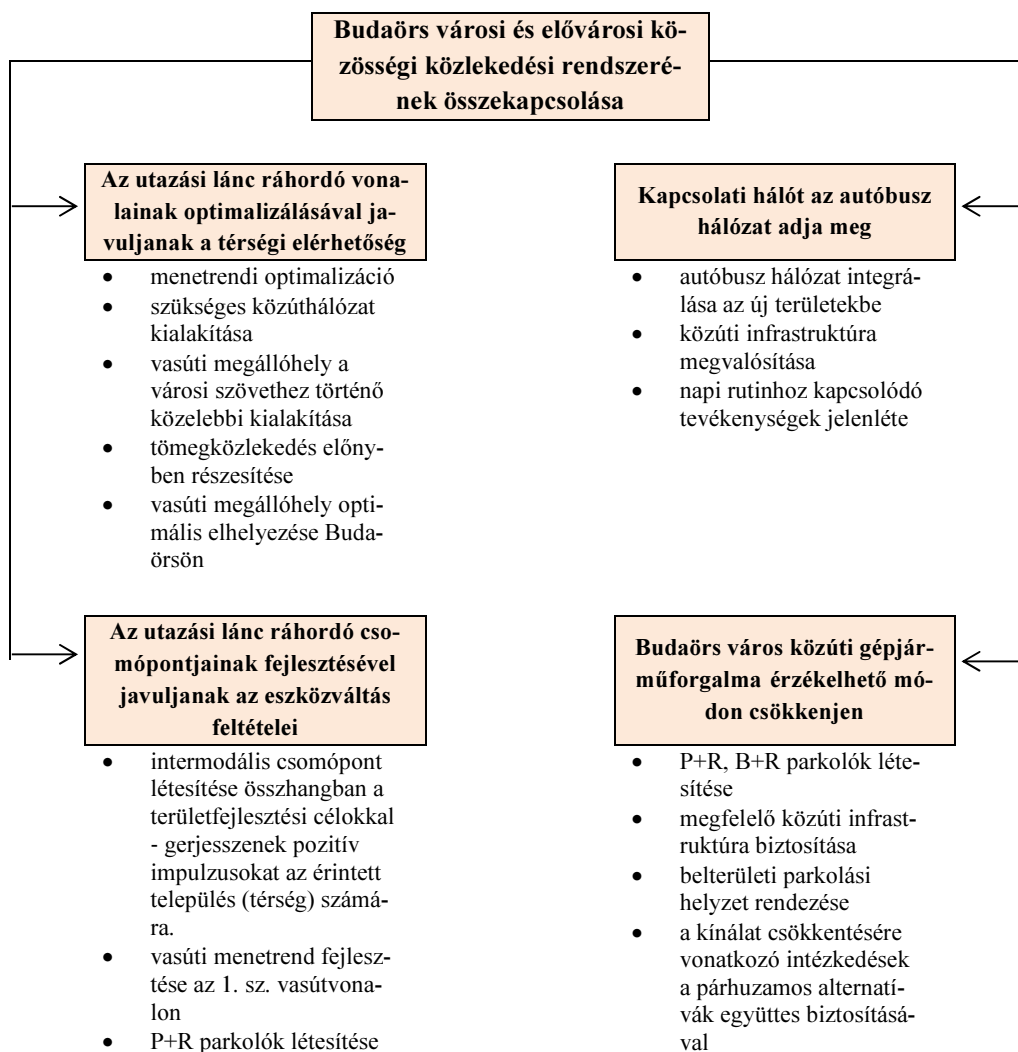 Budaörs városi és elővárosi kö-
zösségi közlekedési rendszeré-
nek összekapcsolása
Az utazási lánc ráhordó vona-
lainak optimalizálásával ja-
vuljanak a térségi elérhetőség
• menetrendi optimalizáció
• szükséges közúthálózat
kialakítása
• vasúti megállóhely a
városi szövethez történő
közelebbi kialakítása
• tömegközlekedés előny-
ben részesítése
• vasúti megállóhely opti-
mális elhelyezése Buda-
örsön
Kapcsolati hálót az autóbusz
hálózat adja meg
• autóbusz hálózat integrá-
lása az új területekbe
• közúti infrastruktúra
megvalósítása
• napi rutinhoz kapcsolódó
tevékenységek jelenléte
Az utazási lánc ráhordó cso-
mópontjainak fejlesztésével
javuljanak az eszközváltás
feltételei
• intermodális csomópont
létesítése összhangban a
területfejlesztési célokkal
- gerjesszenek pozitív
impulzusokat az érintett
település (térség) számá-
ra.
• vasúti menetrend fejlesz-
tése az 1. sz. vasútvona-
lon
• P+R parkolók létesítése
Budaörs város közúti gépjár-
műforgalma érzékelhető mó-
don csökkenjen
• P+R, B+R parkolók léte-
sítése
• megfelelő közúti infrast-
ruktúra biztosítása
• belterületi parkolási
helyzet rendezése
• a kínálat csökkentésére
vonatkozó intézkedések
a párhuzamos alternatí-
vák együttes biztosításá-
val